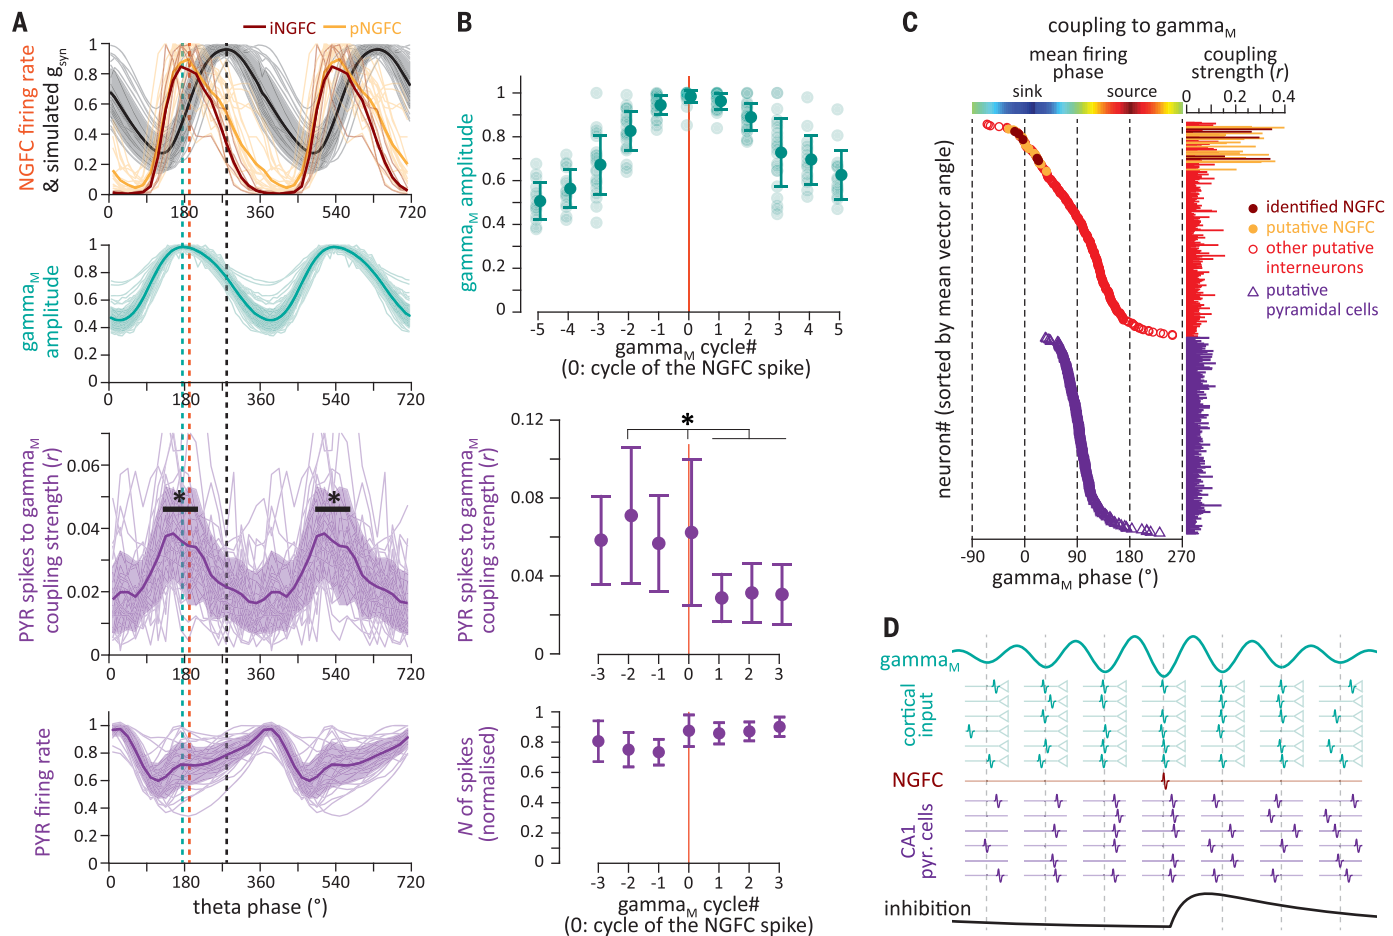 A
iNGFC
pNGFC
NGFC firing rate
& simulated gsyn
1
0.8
0.6
0.4
0.2
0
0
180
360
540
720
gammaM
amplitude
1
0.8
0.6
0.4
0.2
0
0
180
360
540
720
PYR spikes to gammaM
coupling strength (r)
0.06
0.04
0.02
0
*
*
0
180
360
540
720
PYR firing rate
1
0.8
0.6
0.4
0.2
0
0
180
360
540
720
theta phase (°)
B
gammaM amplitude
1
0.8
0.6
0.4
0.2
0
-5
-4
-3
-2
-1
0
1
2
3
4
5
gammaM cycle#
(0: cycle of the NGFC spike)
PYR spikes to gammaM
coupling strength (r)
0.12
0.08
0.04
0
*
-3
-2
-1
0
1
2
3
N of spikes
(normalised)
1
0.8
0.6
0.4
0.2
0
-3
-2
-1
0
1
2
3
gammaM cycle#
(0: cycle of the NGFC spike)
C
coupling to gammaM
mean firing
phase
coupling
strength (r)
sink
source
0
0.2
0.4
neuron# (sorted by mean vector angle)
identified NGFC
putative NGFC
other putative
interneurons
putative
pyramidal cells
-90
0
90
180
270
gammaM phase (°)
D
gammaM
cortical
input
NGFC
CA1
pyr. cells
inhibition